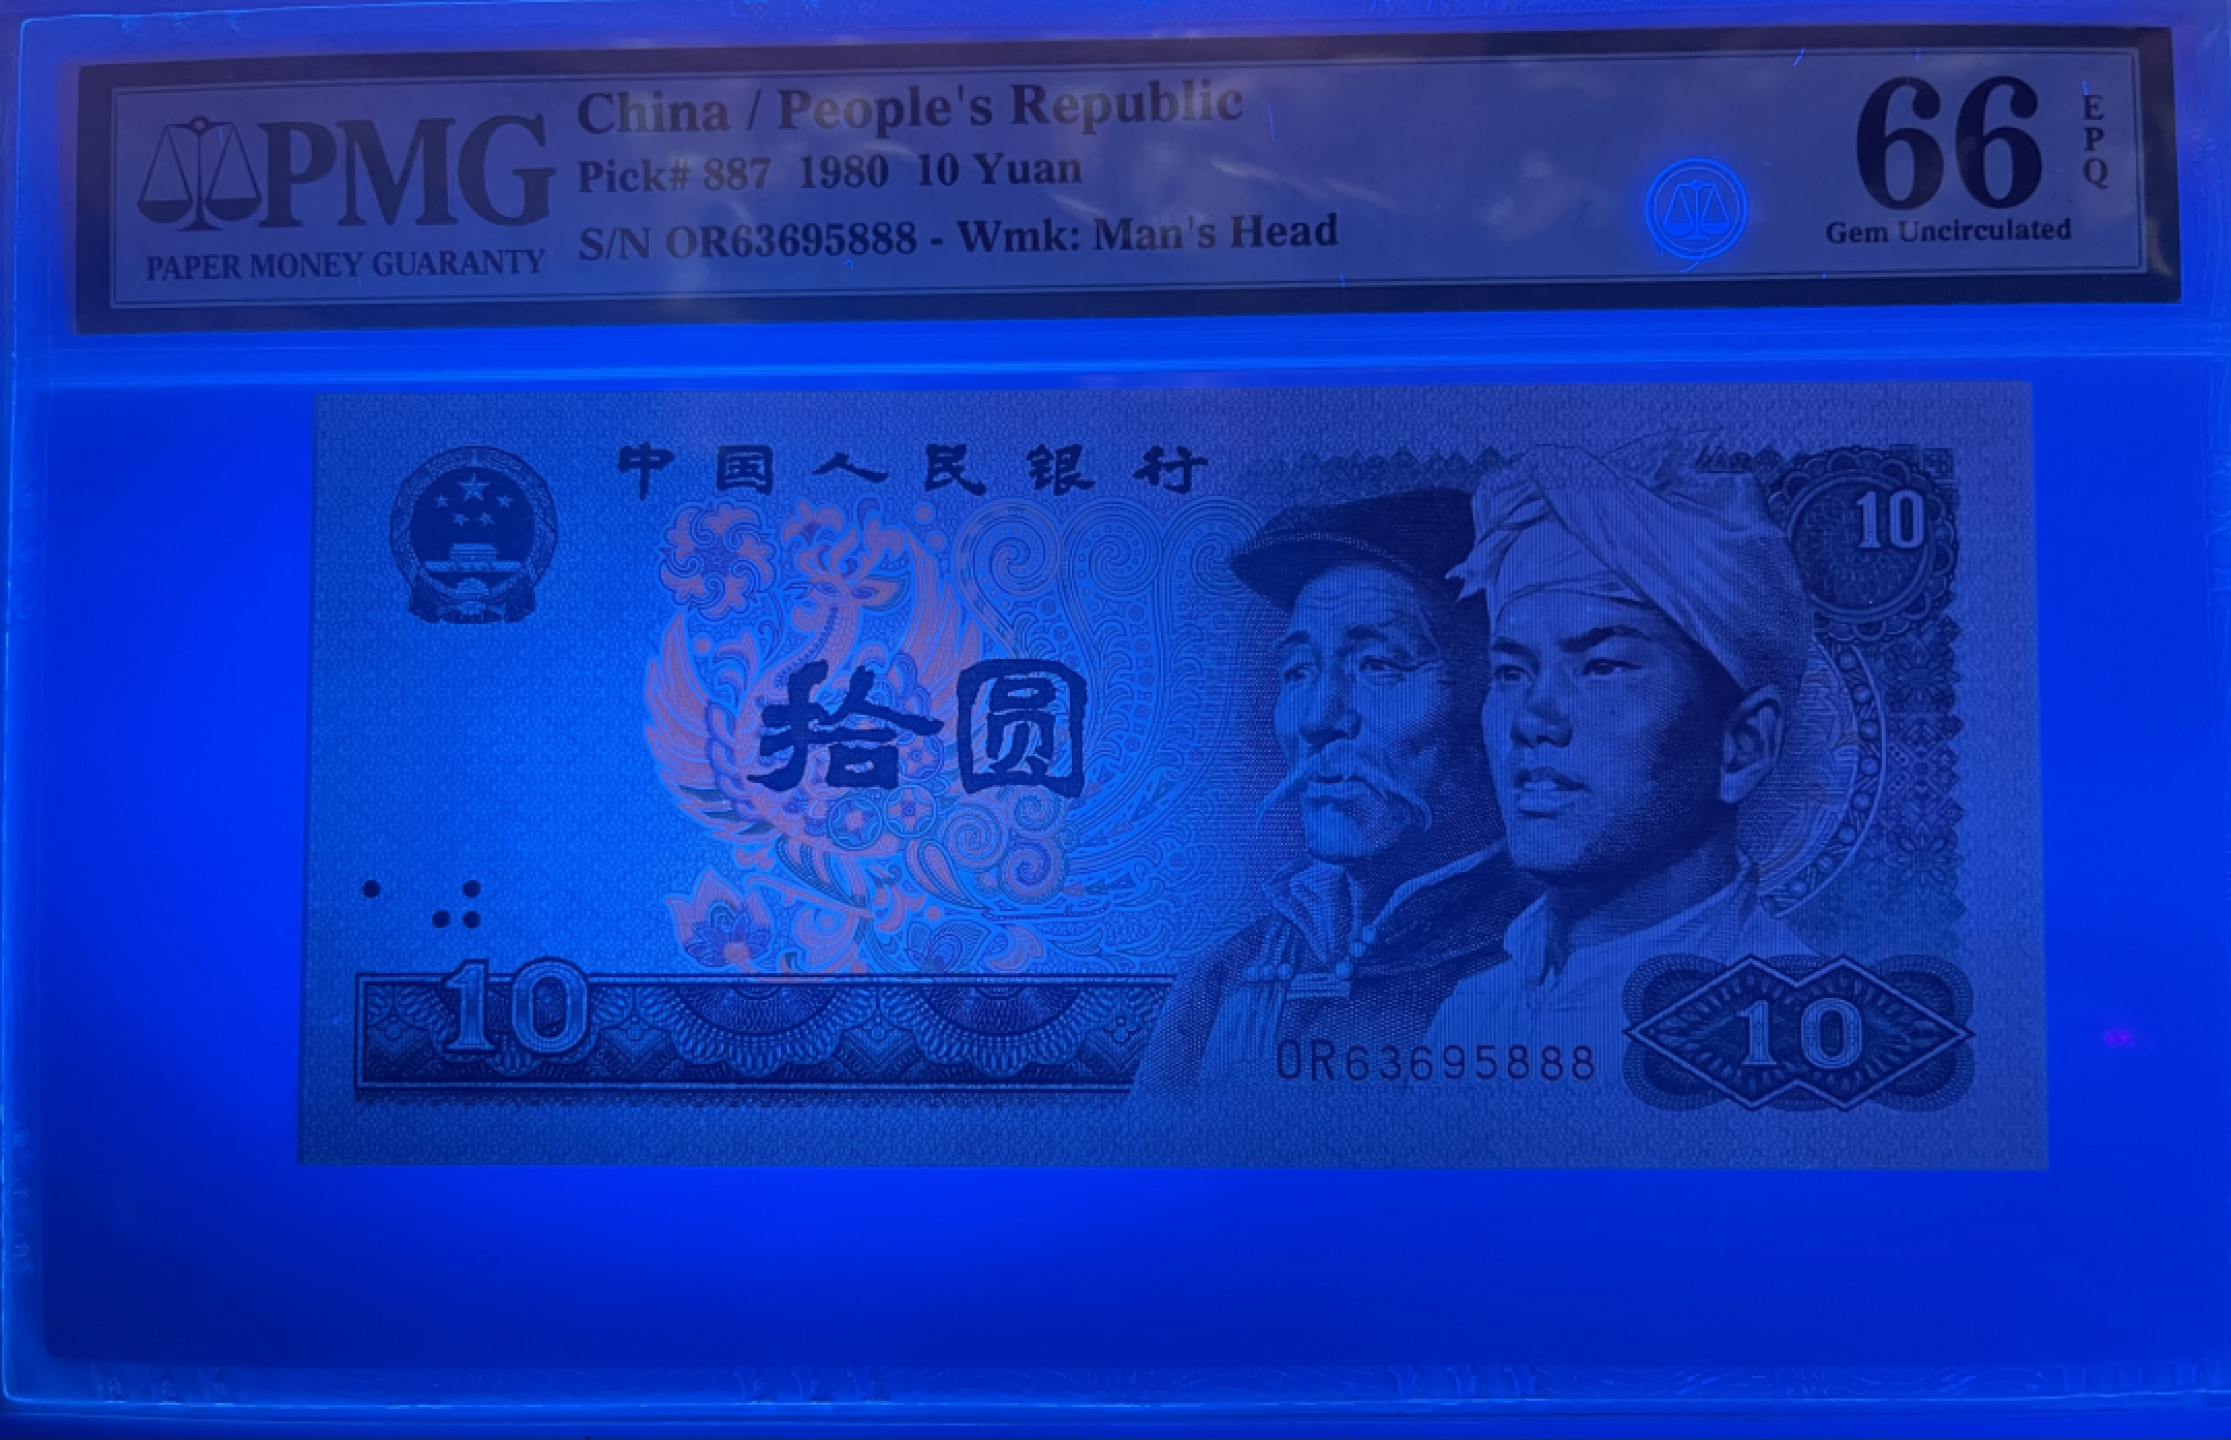 PMG
PAPER MONEY GUARANTY
China / People's Republic
Pick# 887 1980 10 Yuan
S/N OR63695888 - Wmk: Man's Head
66
EPQ
Gem Uncirculated
中国人民银行
10
拾圆
10
OR63695888
10